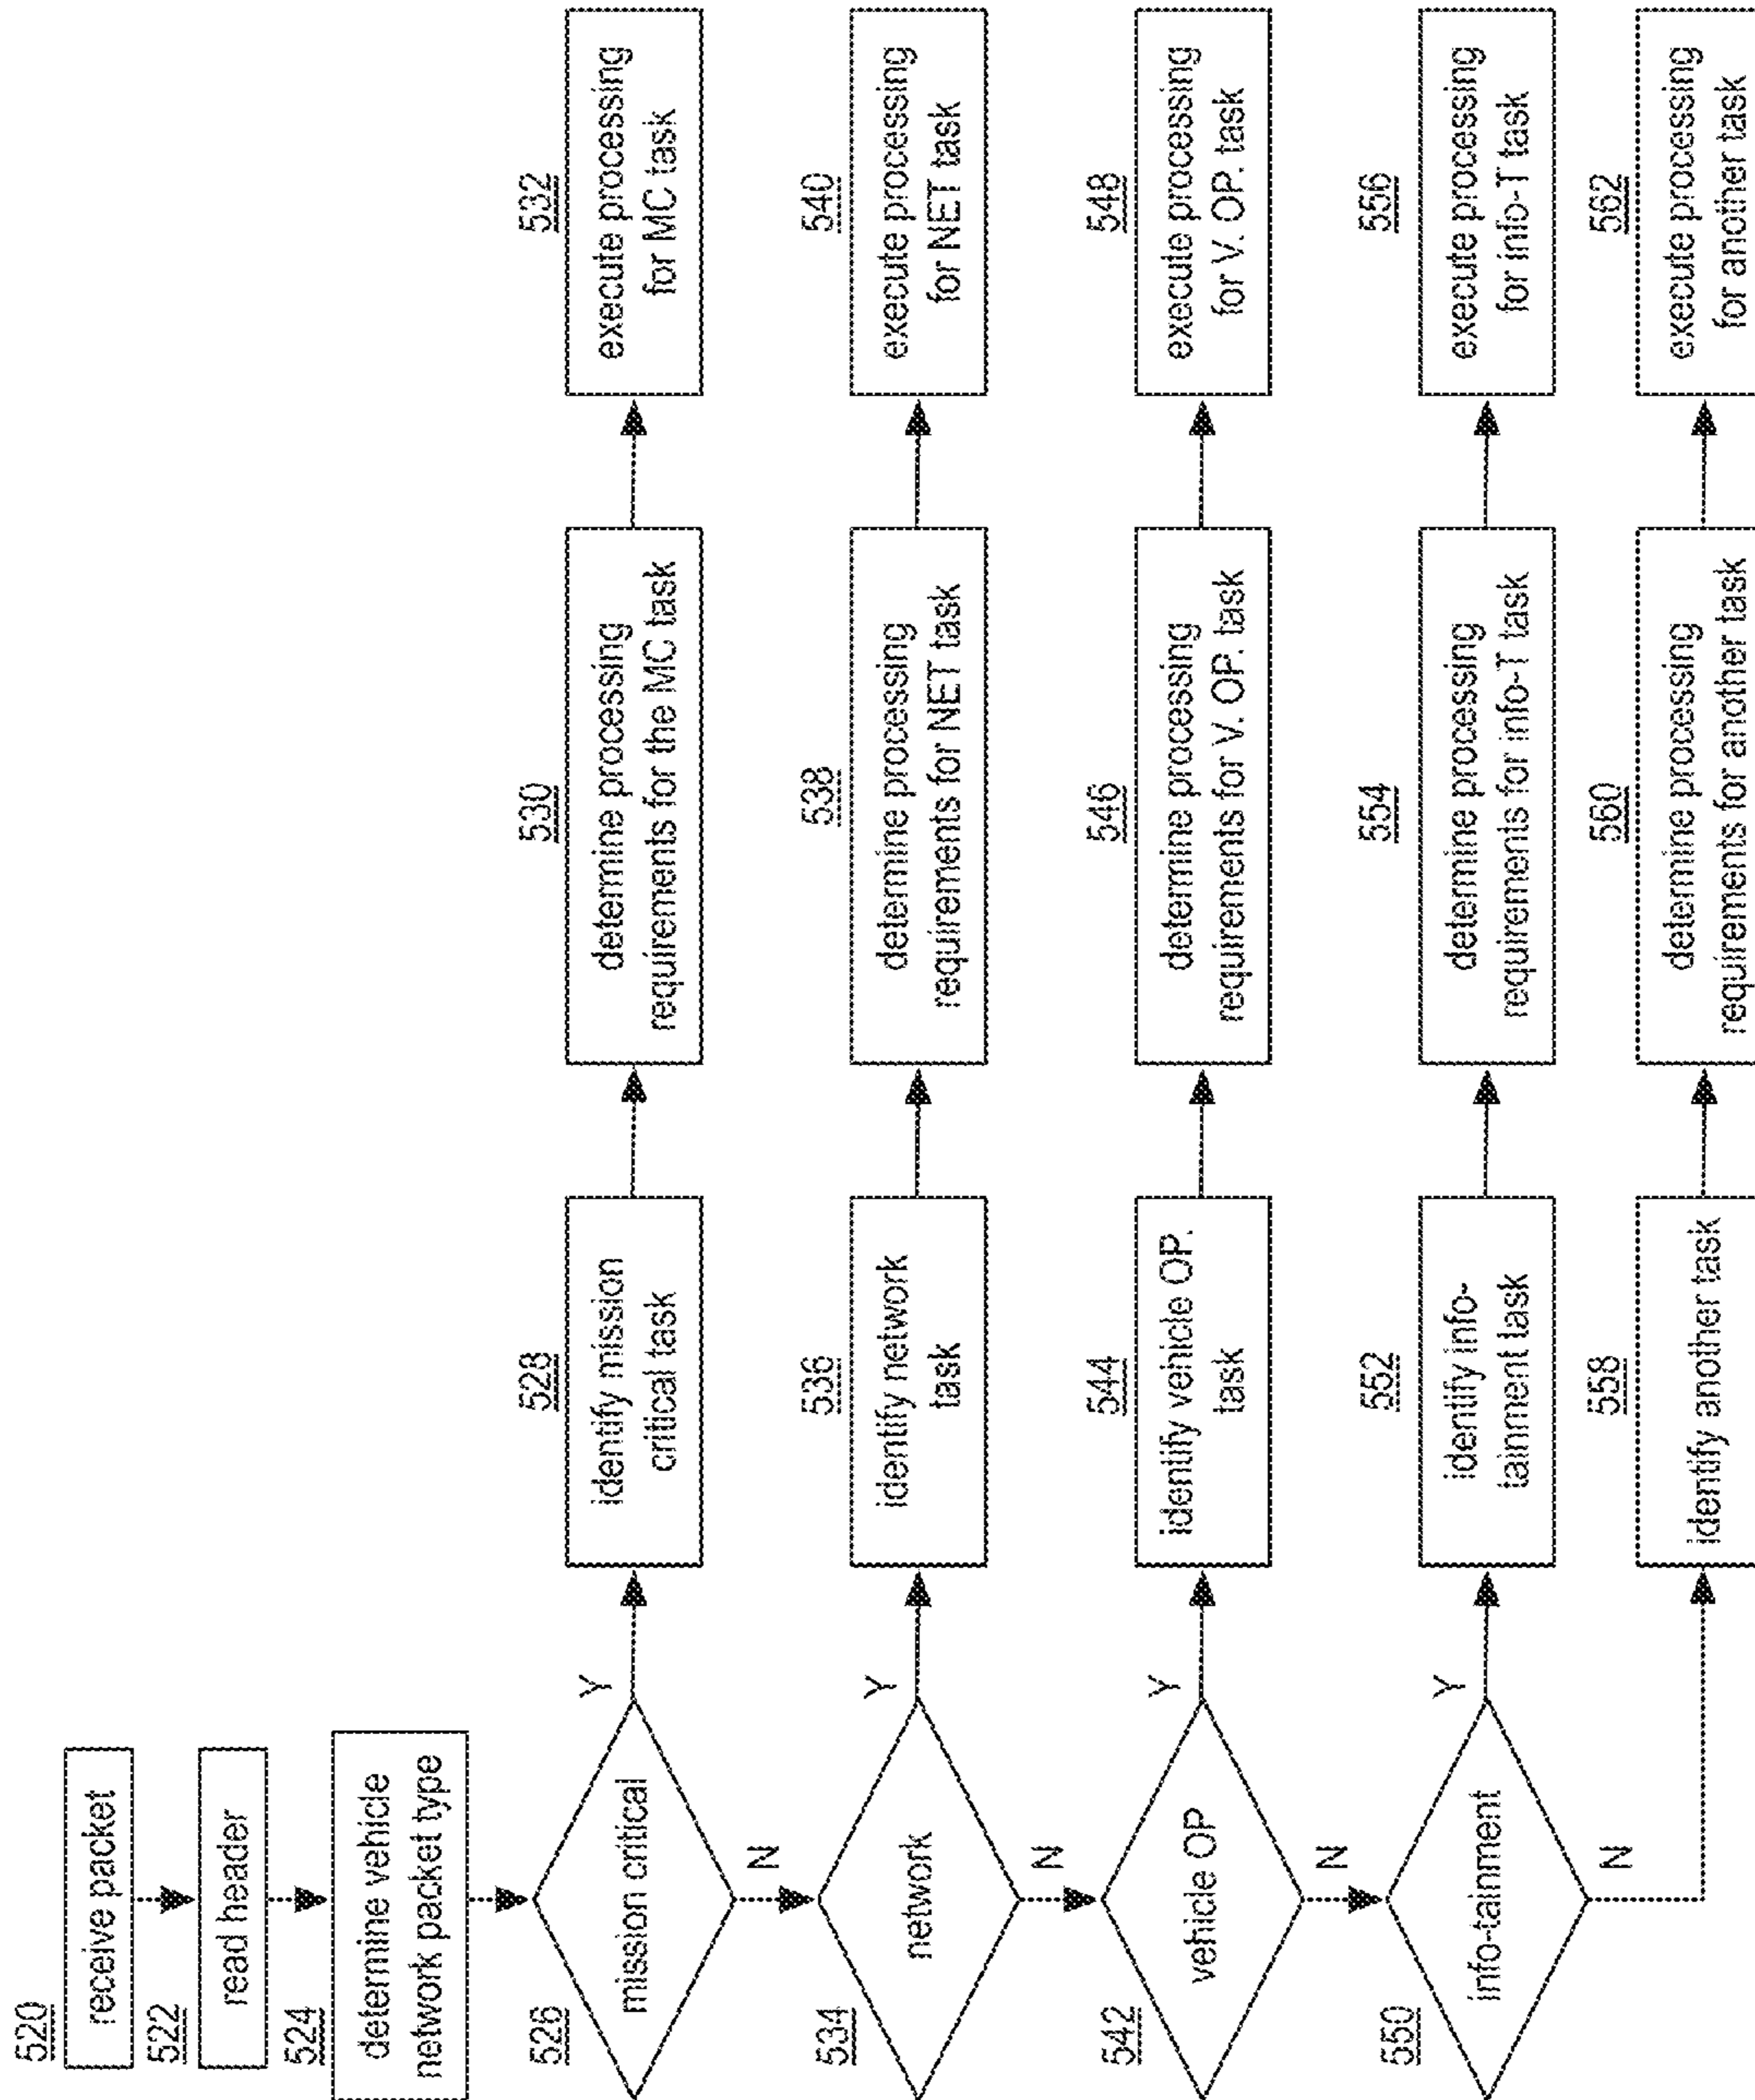 520
receive packet
522
read header
524
determine vehicle
network packet type
526
mission critical
Y
N
528
identify mission
critical task
530
determine processing
requirements for the MC task
532
execute processing
for MC task
534
network
Y
N
536
identify network
task
538
determine processing
requirements for NET task
540
execute processing
for NET task
542
vehicle OP
Y
N
544
identify vehicle OP.
task
546
determine processing
requirements for V. OP. task
548
execute processing
for V. OP. task
550
info-tainment
Y
N
552
identify info-
tainment task
554
determine processing
requirements for info-T task
556
execute processing
for info-T task
558
identify another task
560
determine processing
requirements for another task
562
execute processing
for another task